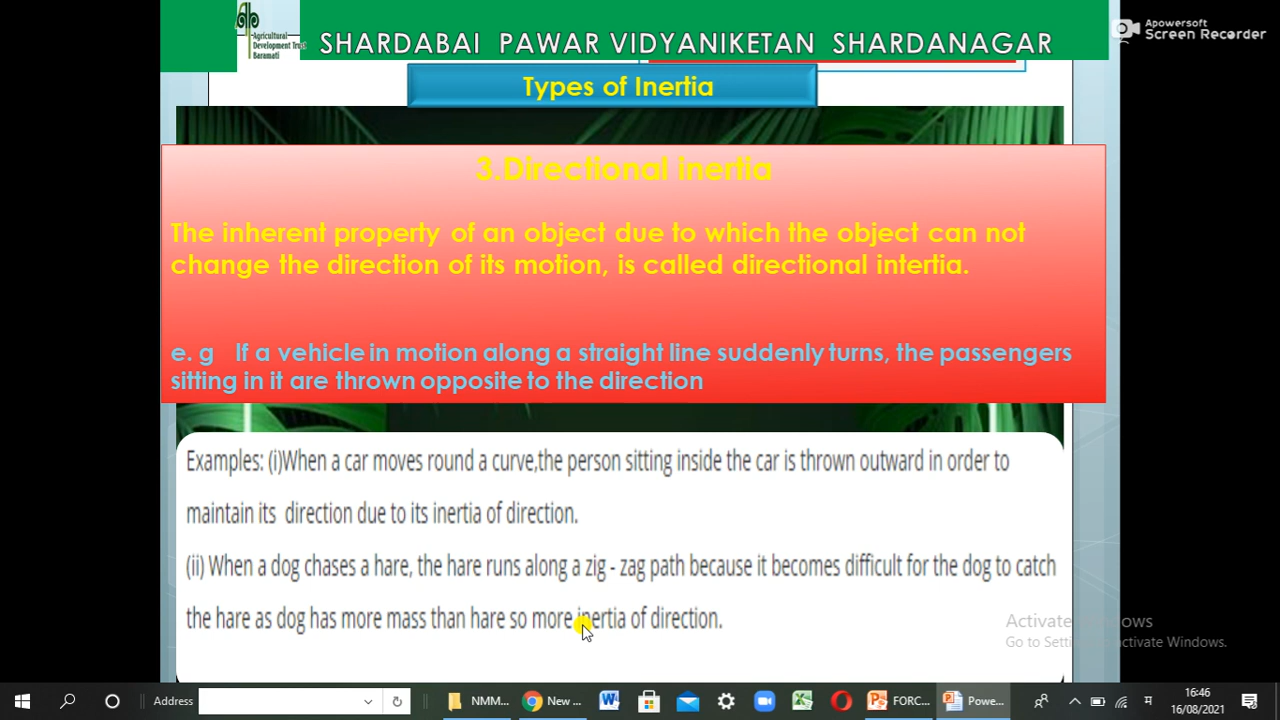 Agricultural
Development Trust
Baramati
SHARDABAI PAWAR VIDYANIKETAN SHARDANAGAR
Apowersoft
Screen Recorder
Types of Inertia
3.Directional inertia
The inherent property of an object due to which the object can not
change the direction of its motion, is called directional intertia.
e. g If a vehicle in motion along a straight line suddenly turns, the passengers
sitting in it are thrown opposite to the direction
Examples: (i)When a car moves round a curve,the person sitting inside the car is thrown outward in order to
maintain its direction due to its inertia of direction.
(ii) When a dog chases a hare, the hare runs along a zig - zag path because it becomes difficult for the dog to catch
the hare as dog has more mass than hare so more inertia of direction.
Activate Windows
Go to Settings to activate Windows.
Address
NMM...
New ...
FORC...
Powe...
म
16:46
16/08/2021